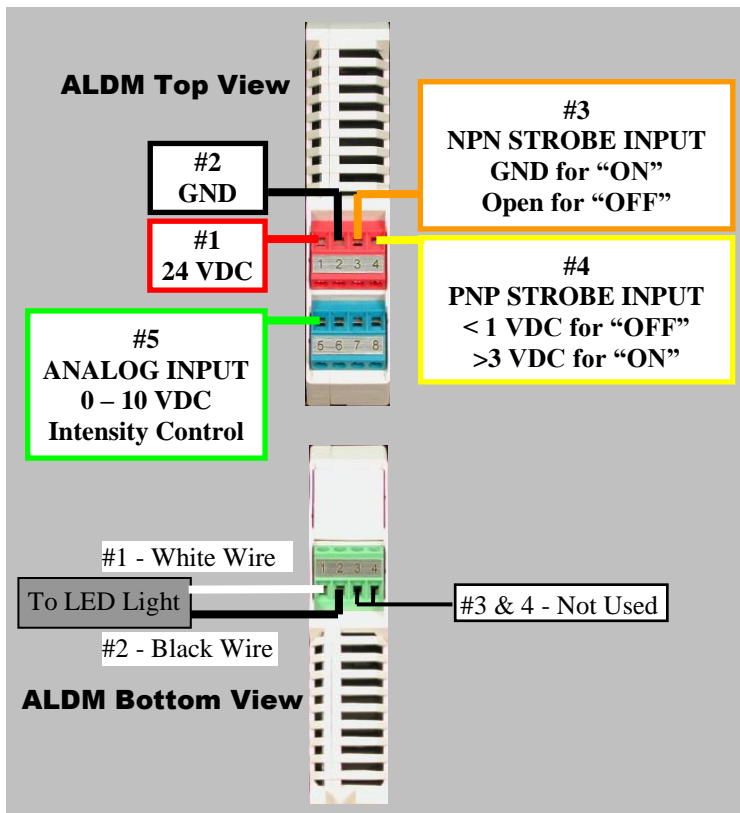 ALDM Top View
#2
GND
#1
24 VDC
#3
NPN STROBE INPUT
GND for “ON”
Open for “OFF”
#4
PNP STROBE INPUT
< 1 VDC for “OFF”
>3 VDC for “ON”
1 2 3 4
5 6 7 8
#5
ANALOG INPUT
0 – 10 VDC
Intensity Control
#1 - White Wire
To LED Light
#2 - Black Wire
1 2 3 4
#3 & 4 - Not Used
ALDM Bottom View